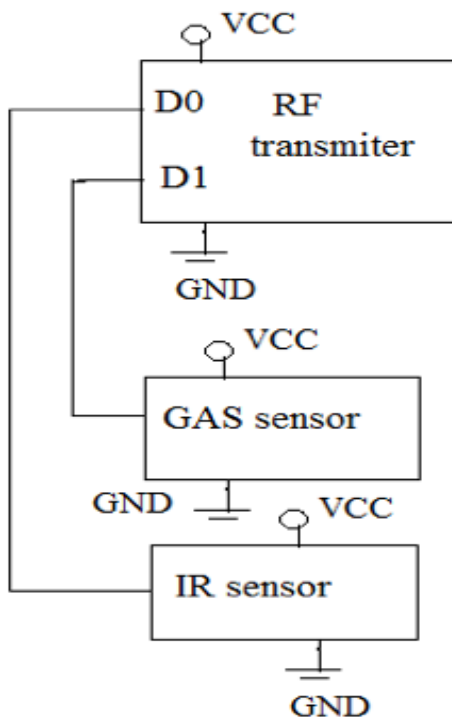 VCC
D0
RF
transmiter
D1
GND
VCC
GAS sensor
GND
VCC
IR sensor
GND